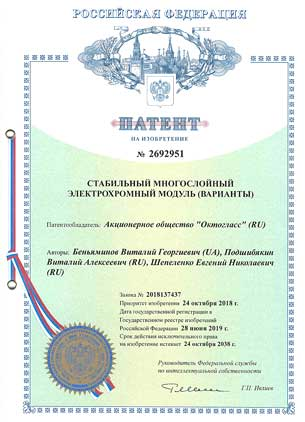 РОССИЙСКАЯ ФЕДЕРАЦИЯ
ПАТЕНТ
НА ИЗОБРЕТЕНИЕ
№ 2692951
СТАБИЛЬНЫЙ МНОГОСЛОЙНЫЙ
ЭЛЕКТРОХРОМНЫЙ МОДУЛЬ (ВАРИАНТЫ)
Патентообладатель: Акционерное общество "Октогласс" (RU)
Авторы: Беньяминов Виталий Георгиевич (UA), Подшибякин
Виталий Алексеевич (RU), Шепеленко Евгений Николаевич
(RU)
Заявка № 2018137437
Приоритет изобретения 24 октября 2018 г.
Дата государственной регистрации в
Государственном реестре изобретений
Российской Федерации 28 июня 2019 г.
Срок действия исключительного права
на изобретение истекает 24 октября 2038 г.
Руководитель Федеральной службы
по интеллектуальной собственности
Г.П. Ивлиев